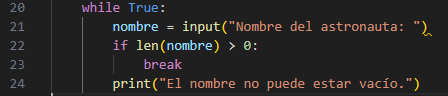 20 while True:
21 nombre = input("Nombre del astronauta: ")
22 if len(nombre) > 0:
23 break
24 print("El nombre no puede estar vacío.")